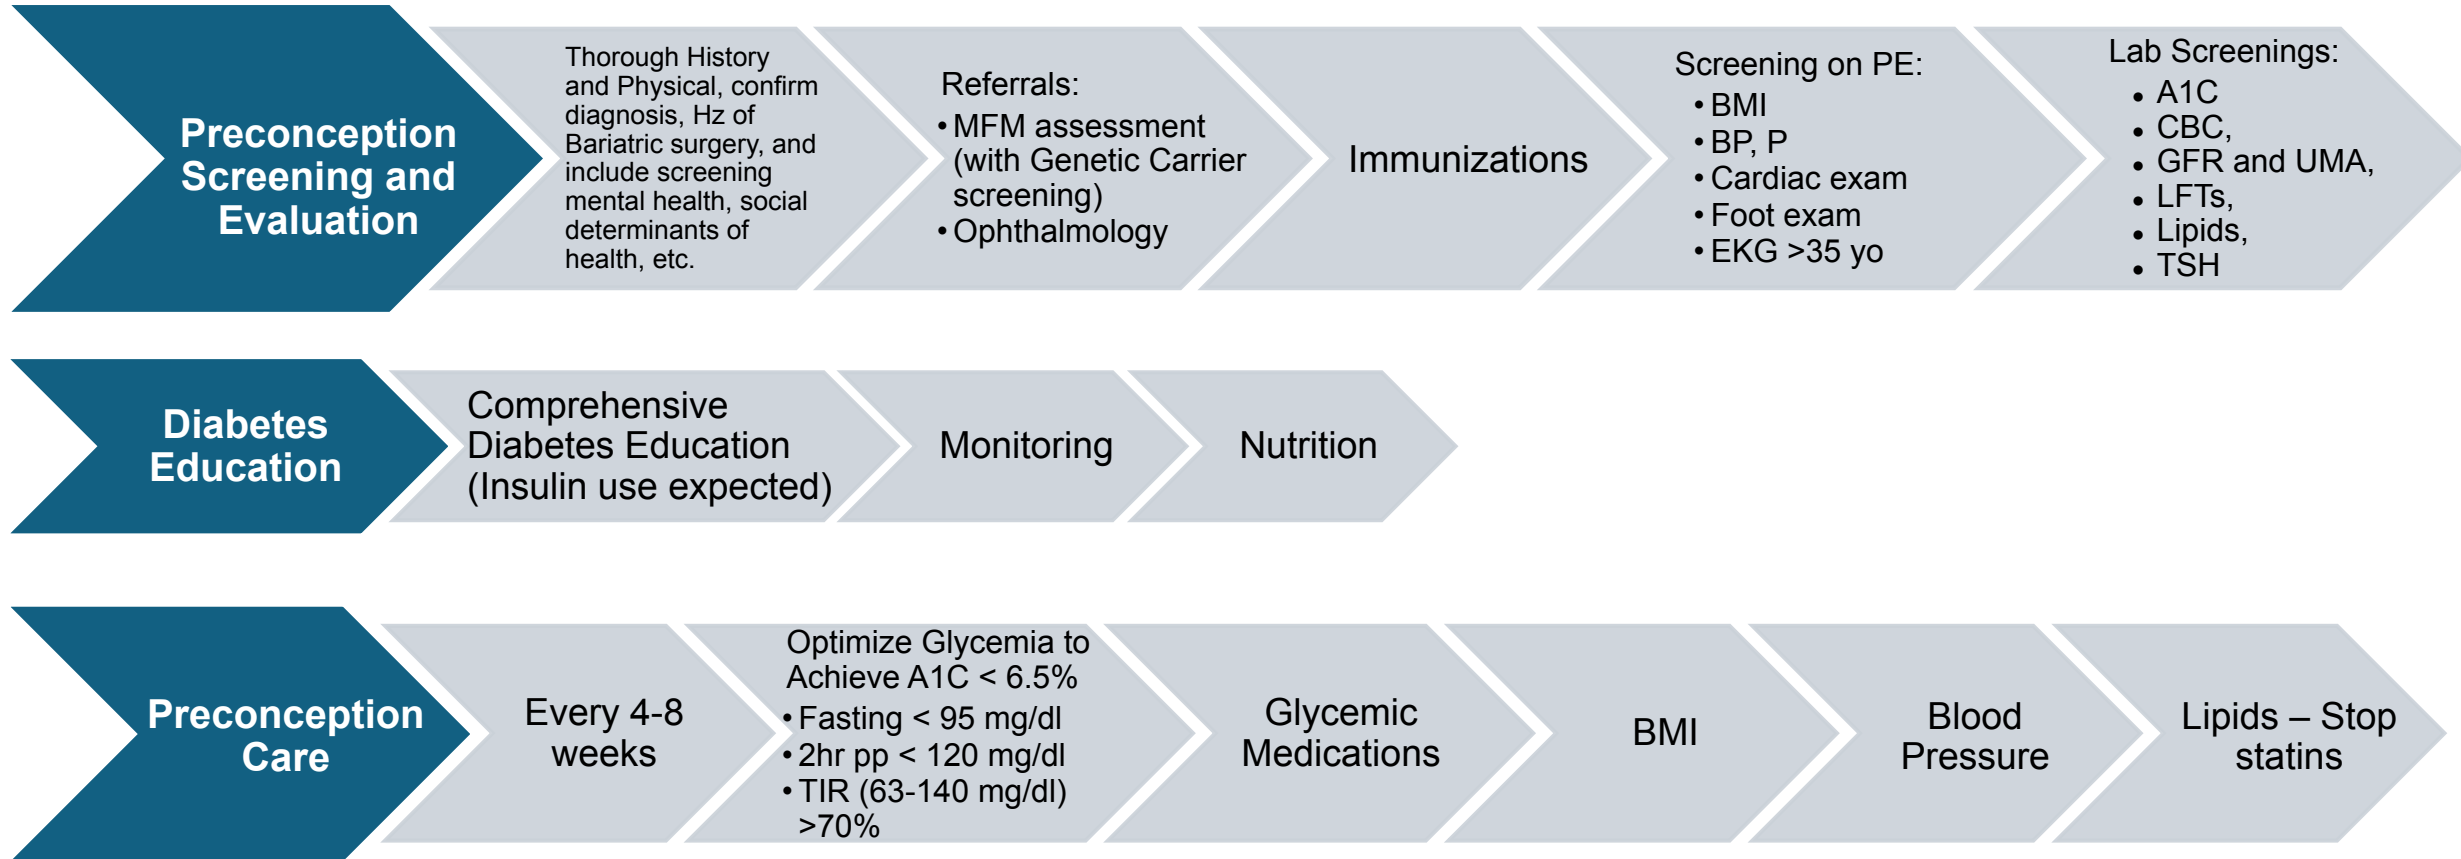 Preconception
Screening and
Evaluation
Thorough History
and Physical, confirm
diagnosis, Hz of
Bariatric surgery, and
include screening
mental health, social
determinants of
health, etc.
Referrals:
• MFM assessment
(with Genetic Carrier
screening)
• Ophthalmology
Immunizations
Screening on PE:
• BMI
• BP, P
• Cardiac exam
• Foot exam
• EKG >35 yo
Lab Screenings:
• A1C
• CBC,
• GFR and UMA,
• LFTs,
• Lipids,
• TSH
Diabetes
Education
Comprehensive
Diabetes Education
(Insulin use expected)
Monitoring
Nutrition
Preconception
Care
Every 4-8
weeks
Optimize Glycemia to
Achieve A1C < 6.5%
• Fasting < 95 mg/dl
• 2hr pp < 120 mg/dl
• TIR (63-140 mg/dl)
>70%
Glycemic
Medications
BMI
Blood
Pressure
Lipids – Stop
statins